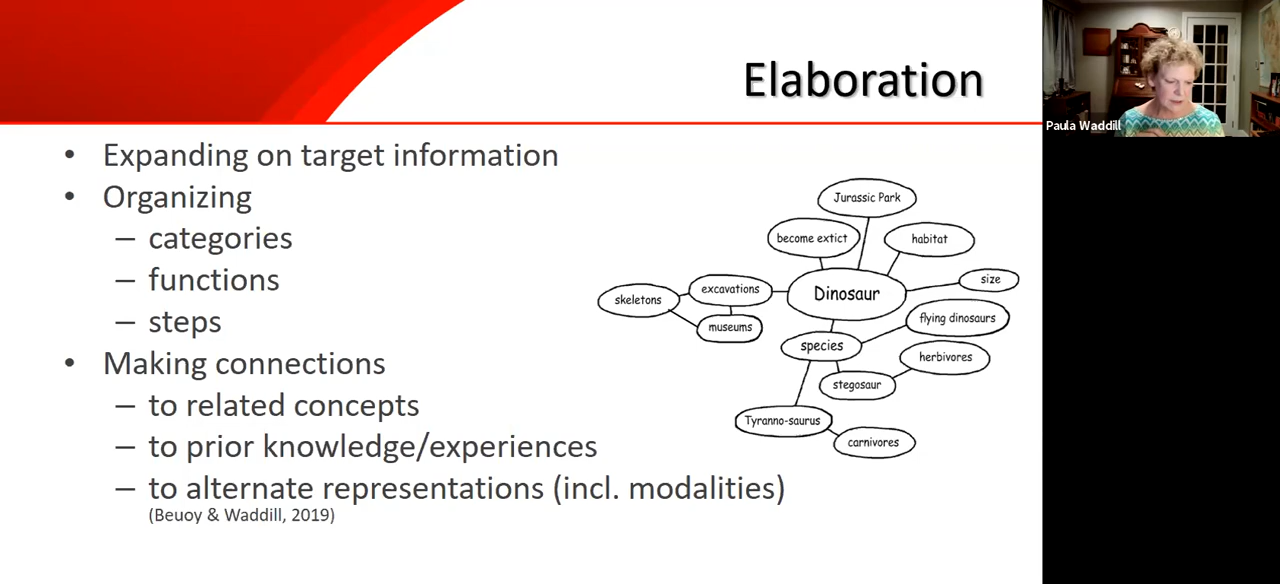 Elaboration
Paula Waddill
• Expanding on target information
• Organizing
– categories
– functions
– steps
• Making connections
– to related concepts
– to prior knowledge/experiences
– to alternate representations (incl. modalities)
(Beuoy & Waddill, 2019)
Jurassic Park
become extict
habitat
size
excavations
Dinosaur
skeletons
flying dinosaurs
museums
species
herbivores
stegosaur
Tyranno-saurus
carnivores